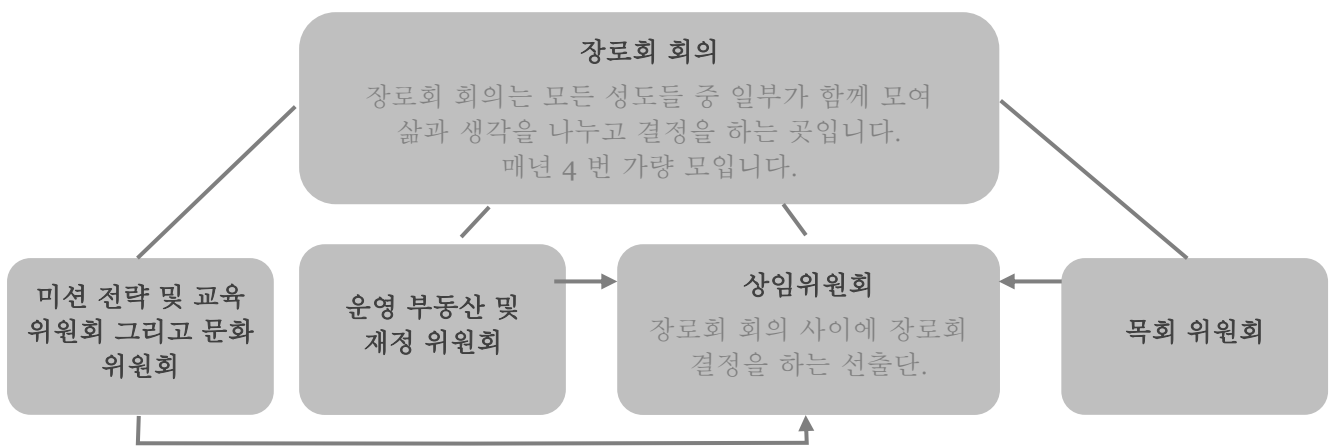 장로회 회의
장로회 회의는 모든 성도들 중 일부가 함께 모여
삶과 생각을 나누고 결정을 하는 곳입니다.
매년 4 번 가량 모입니다.
미션 전략 및 교육
위원회 그리고 문화
위원회
운영 부동산 및
재정 위원회
상임위원회
장로회 회의 사이에 장로회
결정을 하는 선출단.
목회 위원회